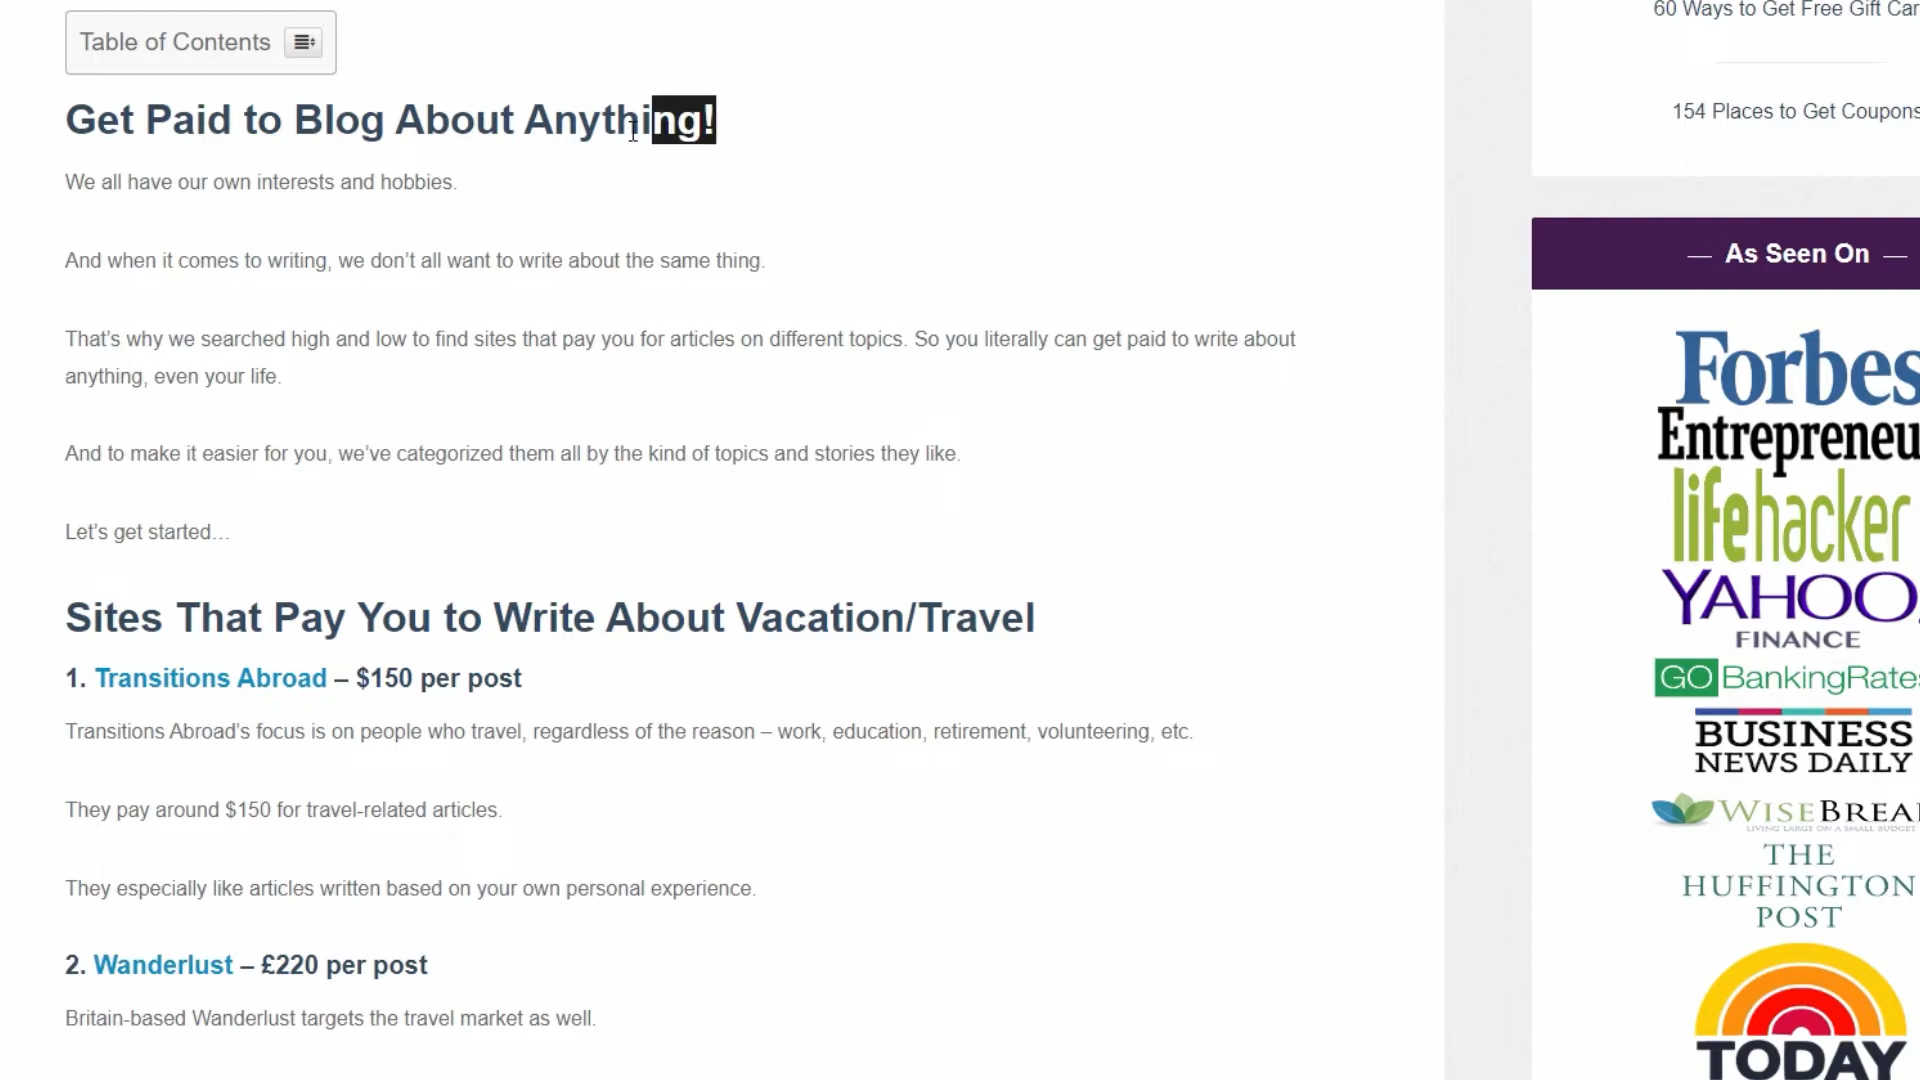 Table of Contents
Get Paid to Blog About Anything!
We all have our own interests and hobbies.
And when it comes to writing, we don’t all want to write about the same thing.
That’s why we searched high and low to find sites that pay you for articles on different topics. So you literally can get paid to write about
anything, even your life.
And to make it easier for you, we’ve categorized them all by the kind of topics and stories they like.
Let’s get started…
Sites That Pay You to Write About Vacation/Travel
1. Transitions Abroad – $150 per post
Transitions Abroad’s focus is on people who travel, regardless of the reason – work, education, retirement, volunteering, etc.
They pay around $150 for travel-related articles.
They especially like articles written based on your own personal experience.
2. Wanderlust – £220 per post
Britain-based Wanderlust targets the travel market as well.
60 Ways to Get Free Gift Car
154 Places to Get Coupons
— As Seen On —
Forbes
Entrepreneu
lifehacker
YAHOO!
FINANCE
GOBankingRates
BUSINESS
NEWS DAILY
WISEBREA
LIVING LARGE ON A SMALL BUDGET
THE
HUFFINGTON
POST
TODAY